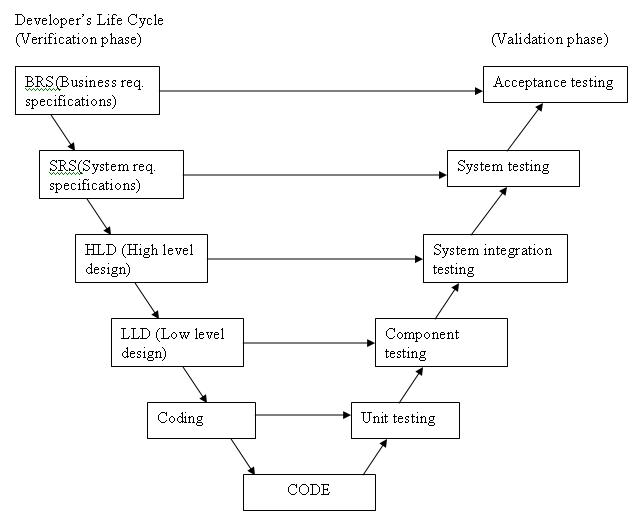 Developer's Life Cycle
(Verification phase)
(Validation phase)
BRS(Business req.
specifications)
Acceptance testing
SRS(System req.
specifications)
System testing
HLD (High level
design)
System integration
testing
LLD (Low level
design)
Component
testing
Coding
Unit testing
CODE